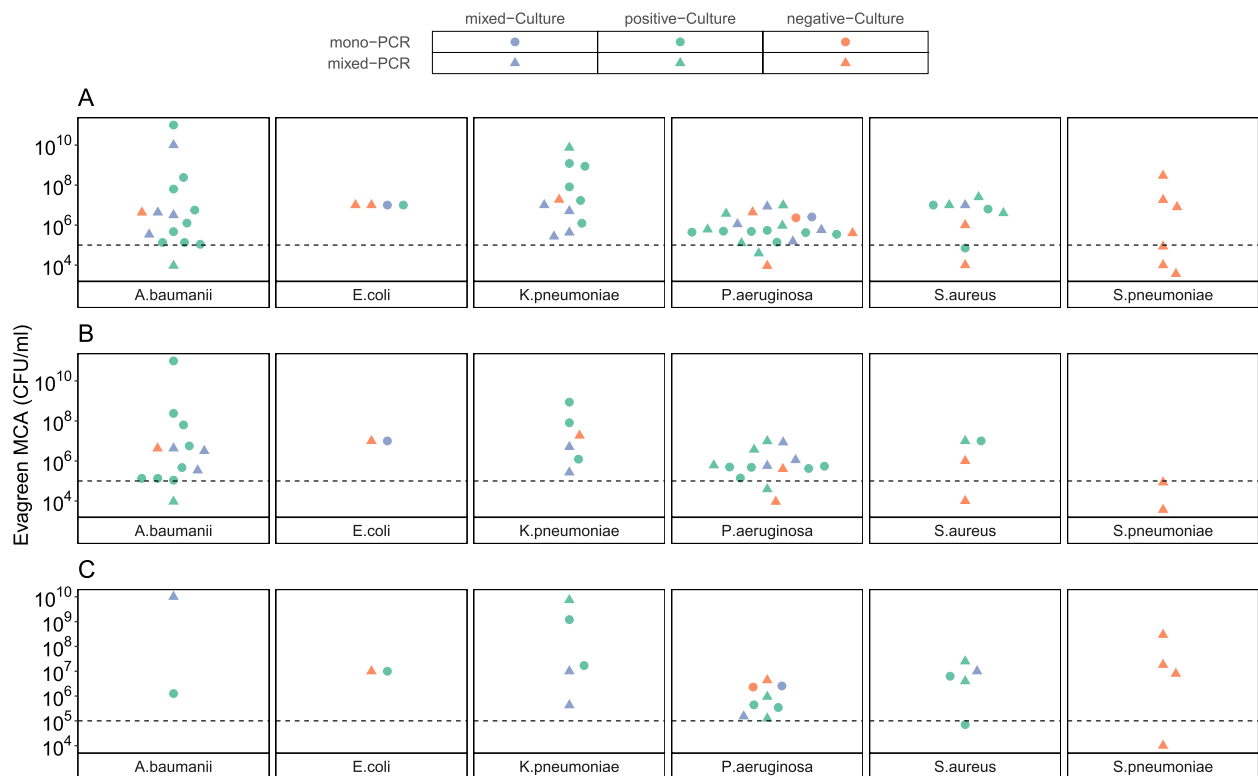 mixed−Culture positive−Culture negative−Culture
mono−PCR
mixed−PCR
A
10^10
10^8
10^6
10^4
A.baumanii E.coli K.pneumoniae P.aeruginosa S.aureus S.pneumoniae
B
Evagreen MCA (CFU/ml)
10^10
10^8
10^6
10^4
A.baumanii E.coli K.pneumoniae P.aeruginosa S.aureus S.pneumoniae
C
10^10
10^9
10^8
10^7
10^6
10^5
10^4
A.baumanii E.coli K.pneumoniae P.aeruginosa S.aureus S.pneumoniae